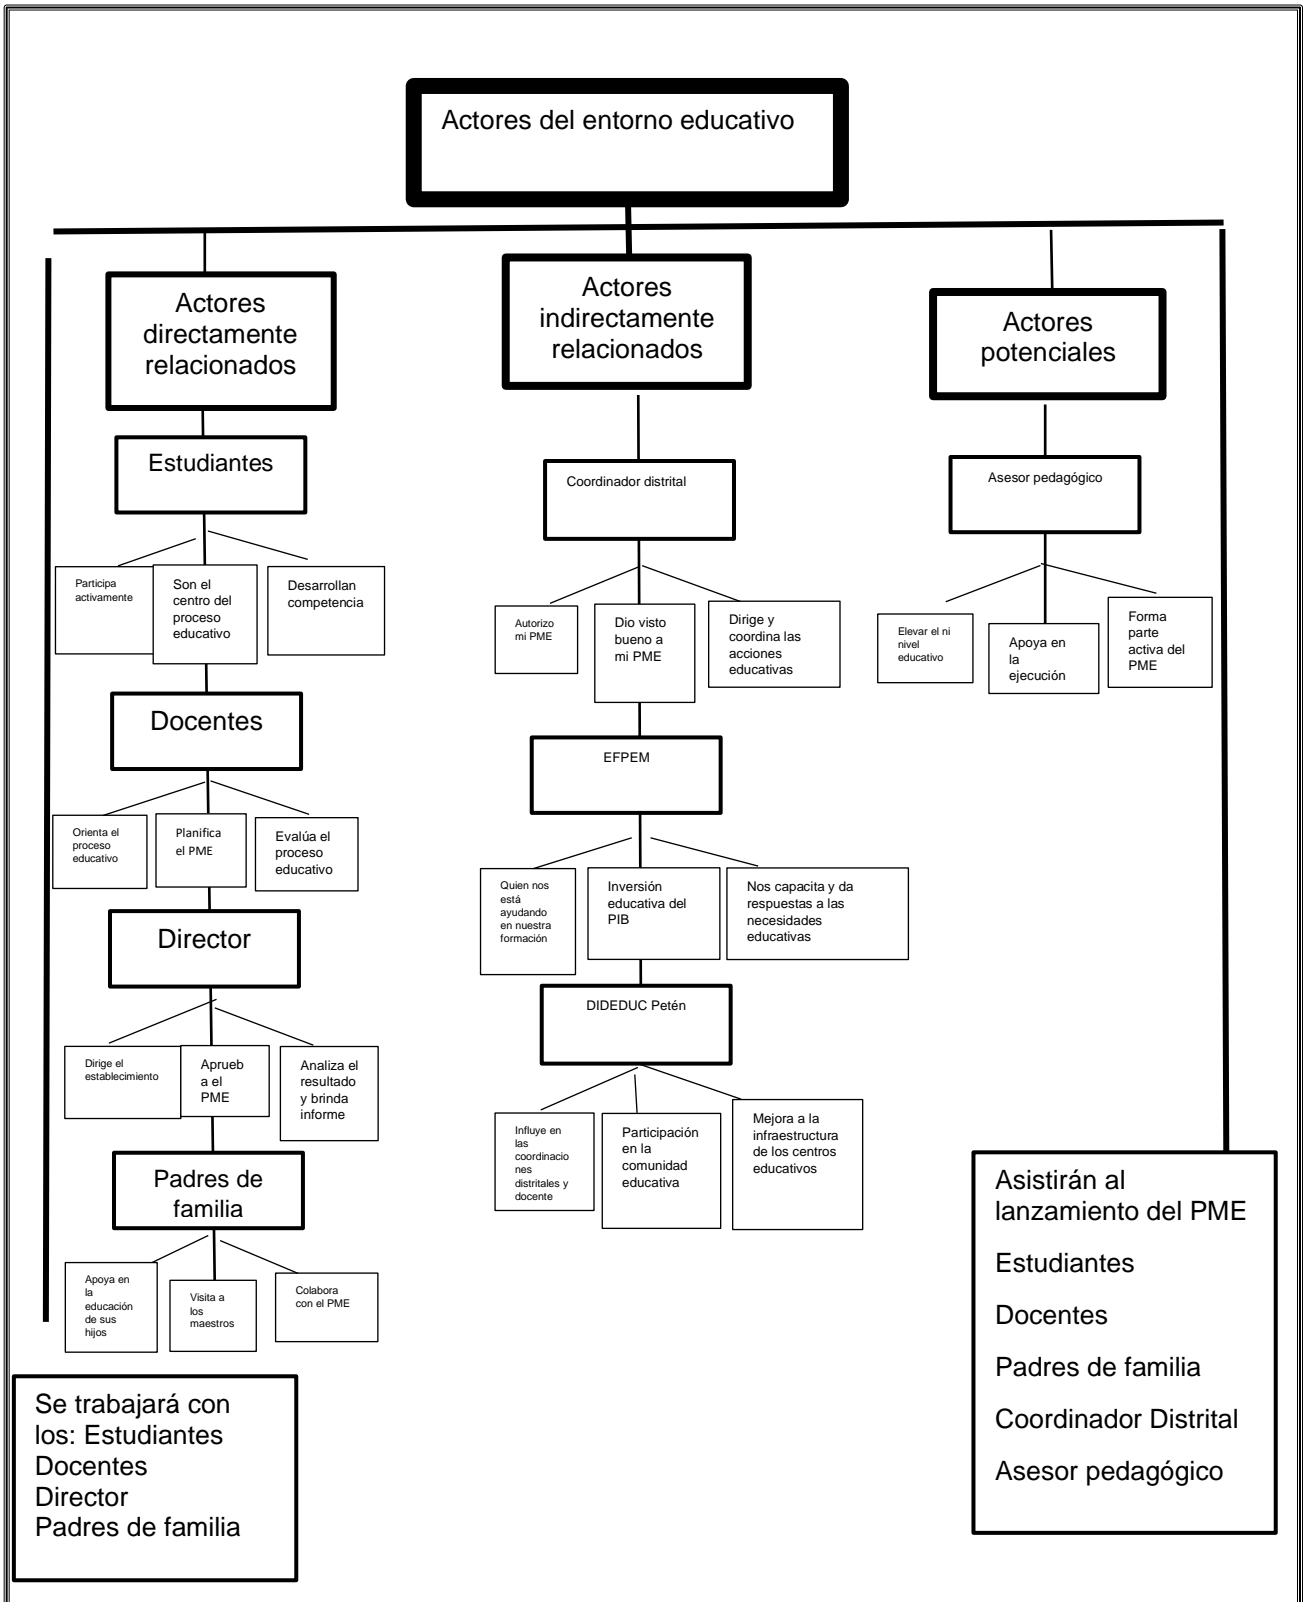 Actores del entorno educativo
Actores
directamente
relacionados
Estudiantes
Participa
activamente
Son el
centro del
proceso
educativo
Desarrollan
competencia
Docentes
Orienta el
proceso
educativo
Planifica
el PME
Evalúa el
proceso
educativo
Director
Dirige el
establecimiento
Aprueb
a el
PME
Analiza el
resultado
y brinda
informe
Padres de
familia
Apoya en
la
educación
de sus
hijos
Visita a
los
maestros
Colabora
con el PME
Se trabajará con
los: Estudiantes
Docentes
Director
Padres de familia
Actores
indirectamente
relacionados
Coordinador distrital
Autorizo
mi PME
Dio visto
bueno a
mi PME
Dirige y
coordina las
acciones
educativas
EFPEM
Quien nos
está
ayudando
en nuestra
formación
Inversión
educativa del
PIB
Nos capacita y da
respuestas a las
necesidades
educativas
DIDEDUC Petén
Influye en
las
coordinacio
nes
distritales y
docente
Participación
en la
comunidad
educativa
Mejora a la
infraestructura
de los centros
educativos
Actores
potenciales
Asesor pedagógico
Elevar el ni
nivel
educativo
Apoya en
la
ejecución
Forma
parte
activa del
PME
Asistirán al
lanzamiento del PME
Estudiantes
Docentes
Padres de familia
Coordinador Distrital
Asesor pedagógico